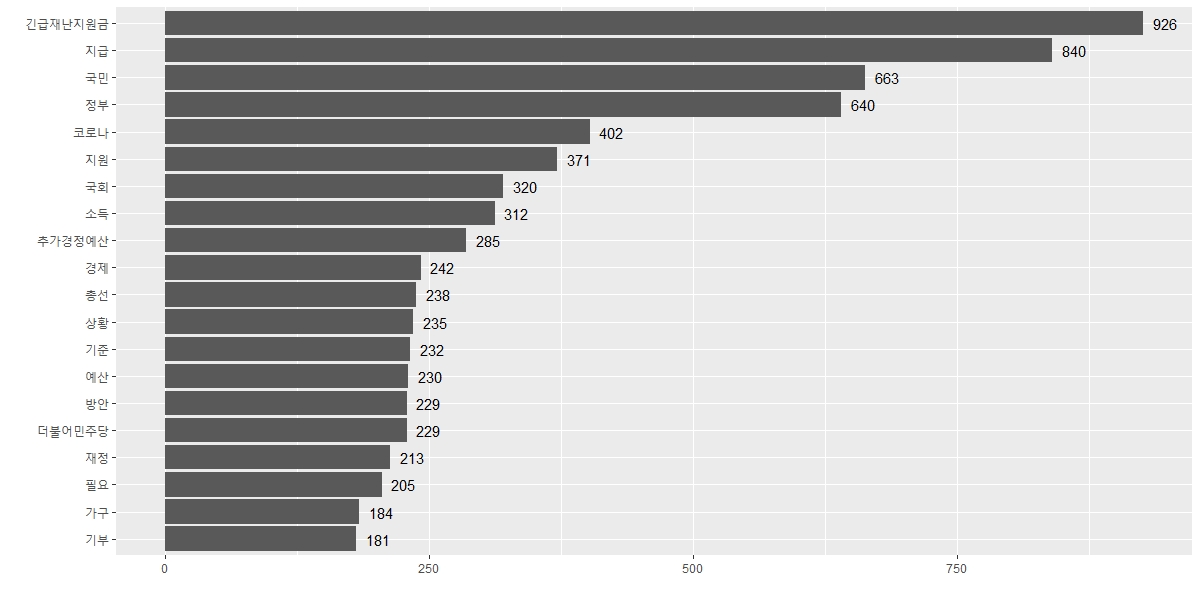 긴급재난지원금 926
지급 840
국민 663
정부 640
코로나 402
지원 371
국회 320
소득 312
추가경정예산 285
경제 242
총선 238
상황 235
기준 232
예산 230
방안 229
더불어민주당 229
재정 213
필요 205
가구 184
기부 181
0 250 500 750